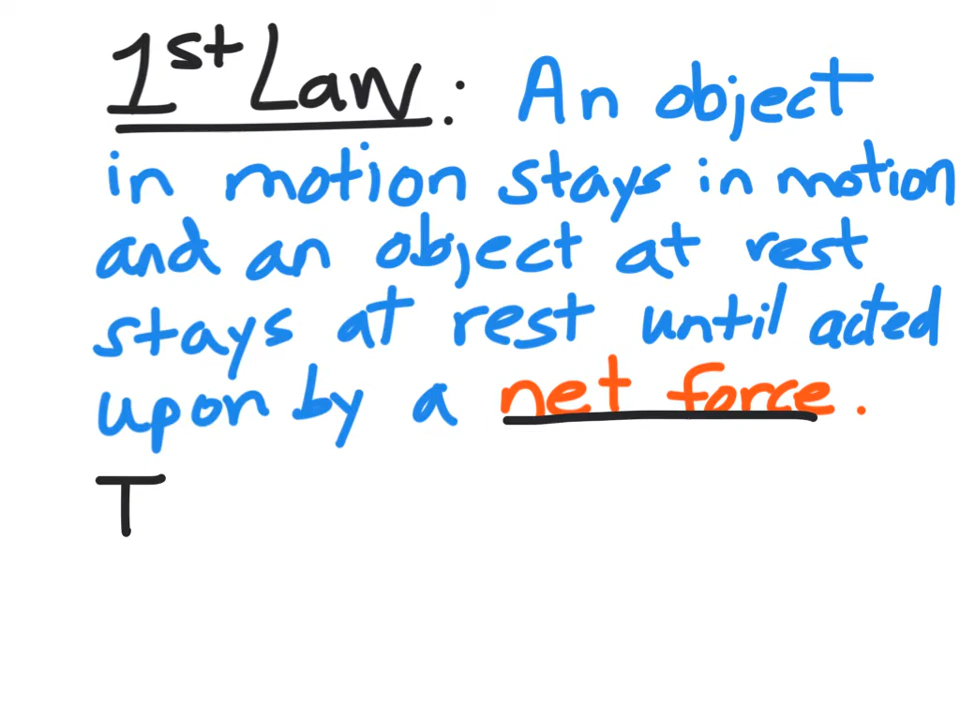 1st Law: An object
in motion stays in motion
and an object at rest
stays at rest until acted
upon by a net force.
T